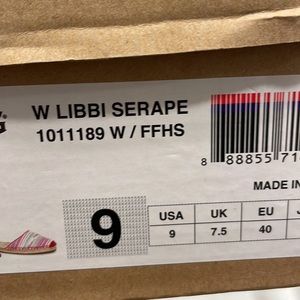 W LIBBI SERAPE
1011189 W / FFHS
8 88855 71
MADE IN
9
USA UK EU
9 7.5 40